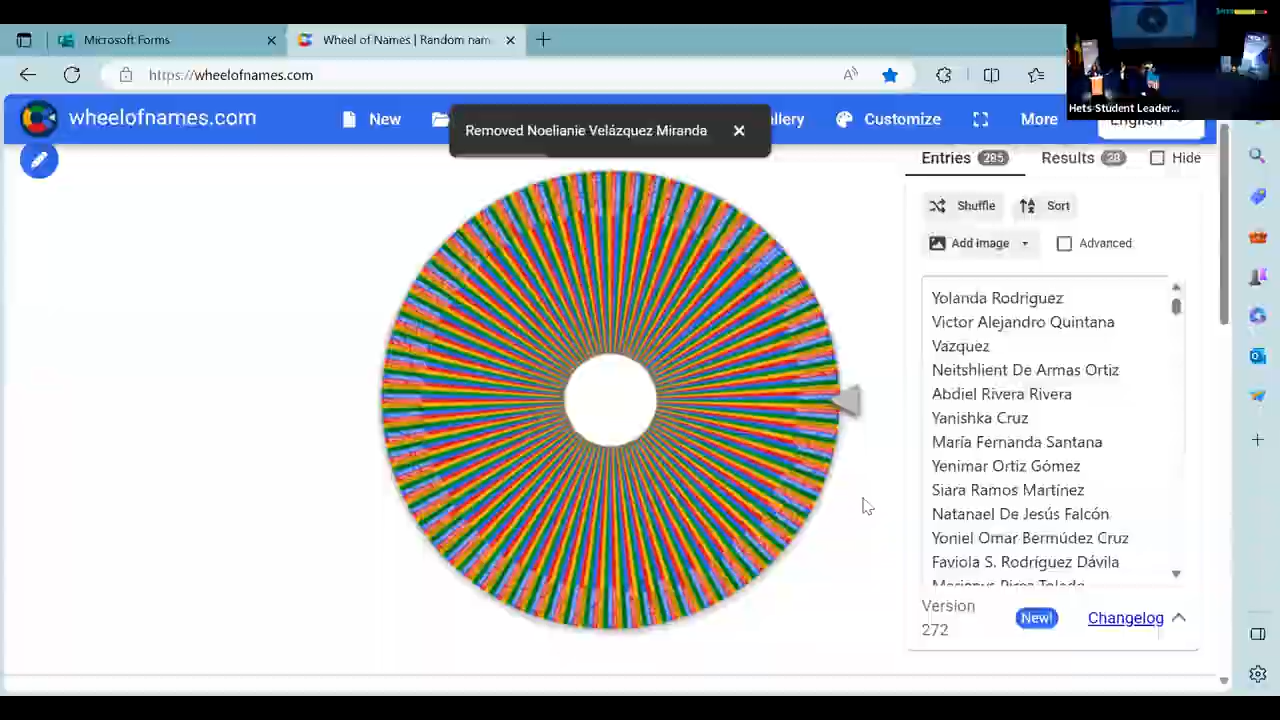 Microsoft Forms
Wheel of Names | Random nam
https://wheelofnames.com
Hets Student Leader...
wheelofnames.com
New
Removed Noelianie Velázquez Miranda
allery
Customize
More
English
Entries 285
Results 28
Hide
Shuffle
Sort
Add image
Advanced
Yolanda Rodriguez
Victor Alejandro Quintana
Vazquez
Neitshlient De Armas Ortiz
Abdiel Rivera Rivera
Yanishka Cruz
María Fernanda Santana
Yenimar Ortiz Gómez
Siara Ramos Martínez
Natanael De Jesús Falcón
Yoniel Omar Bermúdez Cruz
Faviola S. Rodríguez Dávila
Version
272
New!
Changelog